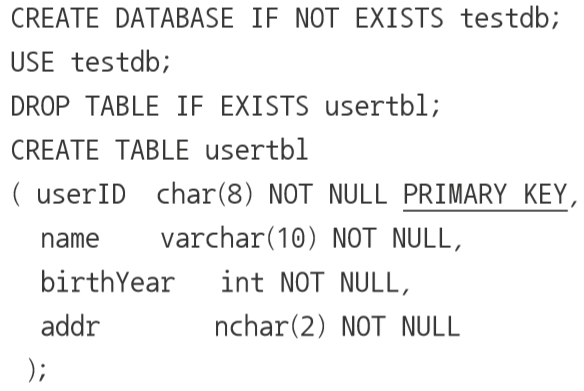 CREATE DATABASE IF NOT EXISTS testdb;
USE testdb;
DROP TABLE IF EXISTS usertbl;
CREATE TABLE usertbl
( userID char(8) NOT NULL PRIMARY KEY,
name varchar(10) NOT NULL,
birthYear int NOT NULL,
addr nchar(2) NOT NULL
);